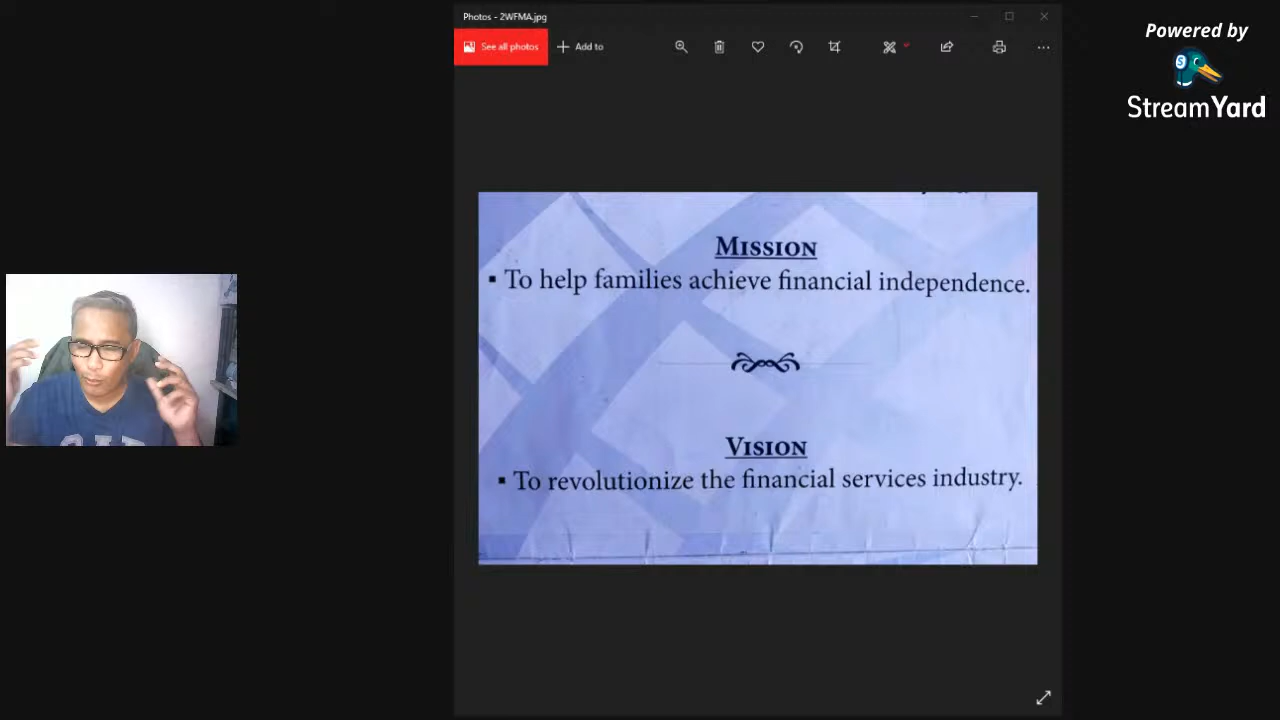 Photos - 2WFMA.jpg
See all photos
Add to
Powered by
StreamYard
MISSION
▪ To help families achieve financial independence.
VISION
▪ To revolutionize the financial services industry.